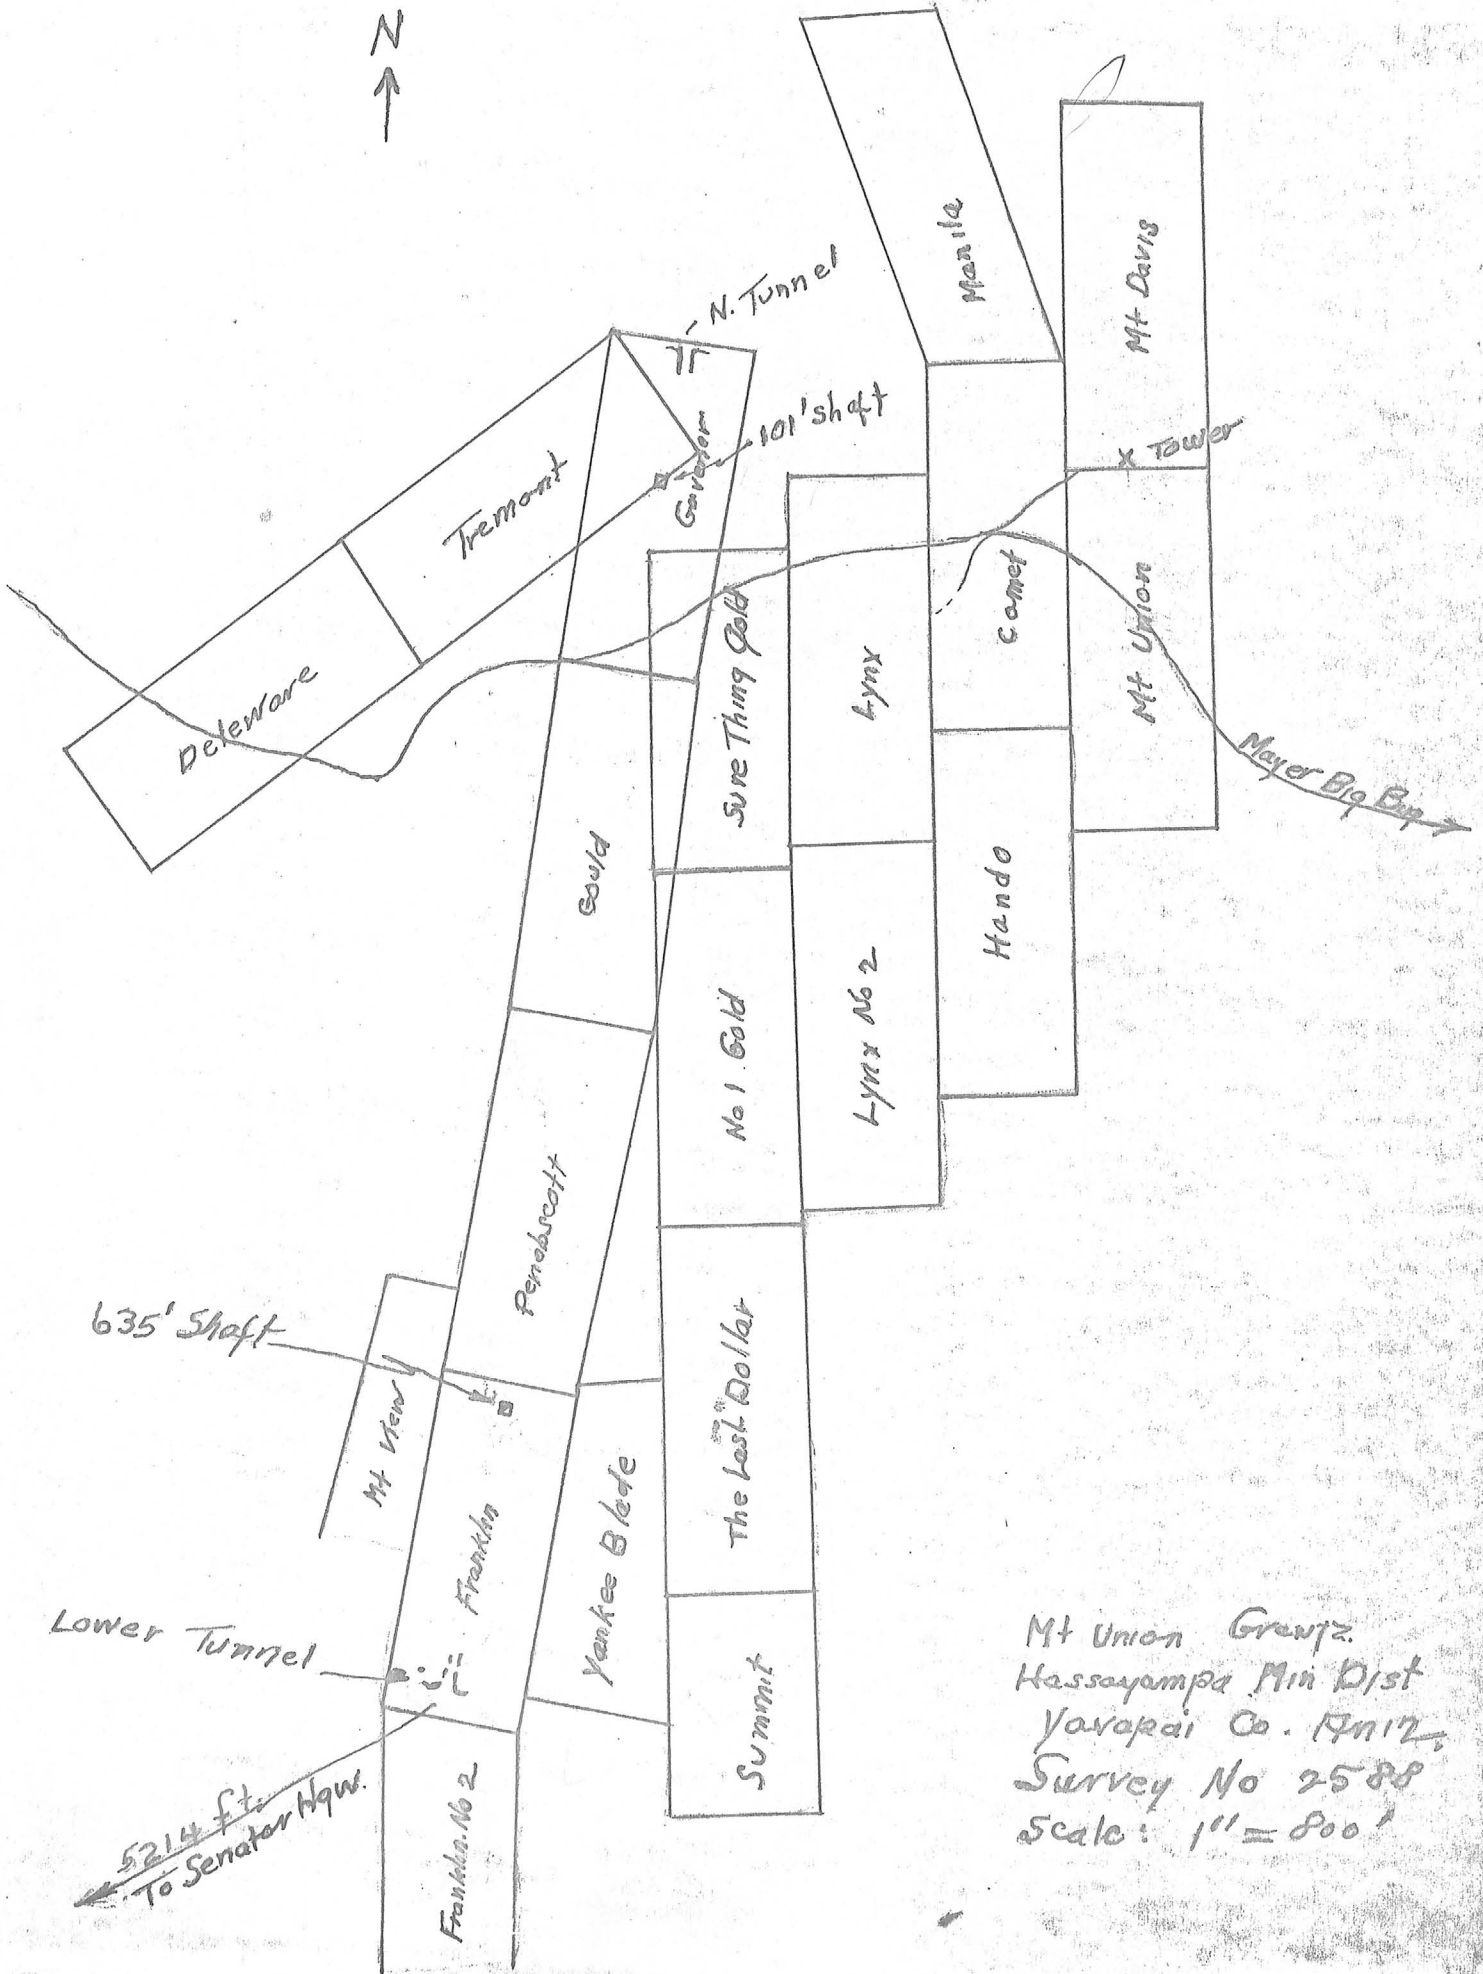 N
Manila
Mt Davis
N. Tunnel
101' Shaft
Tower
Tremont
Governor
Deleware
Sure Thing Gold
Lynx
Comet
Mt Union
Mayer Big Bug
Gould
No 1 Gold
Lynx No 2
Hando
Penobscott
635' Shaft
Mt View
Franklin
Yankee Blade
The Last Dollar
Lower Tunnel
Summit
Franklin No 2
5214 ft.
To Senator Hqw.
Mt Union
Hassayampa Min Dist
Yavapai Co. Ariz.
Survey No 2588
Scale: 1" = 800'